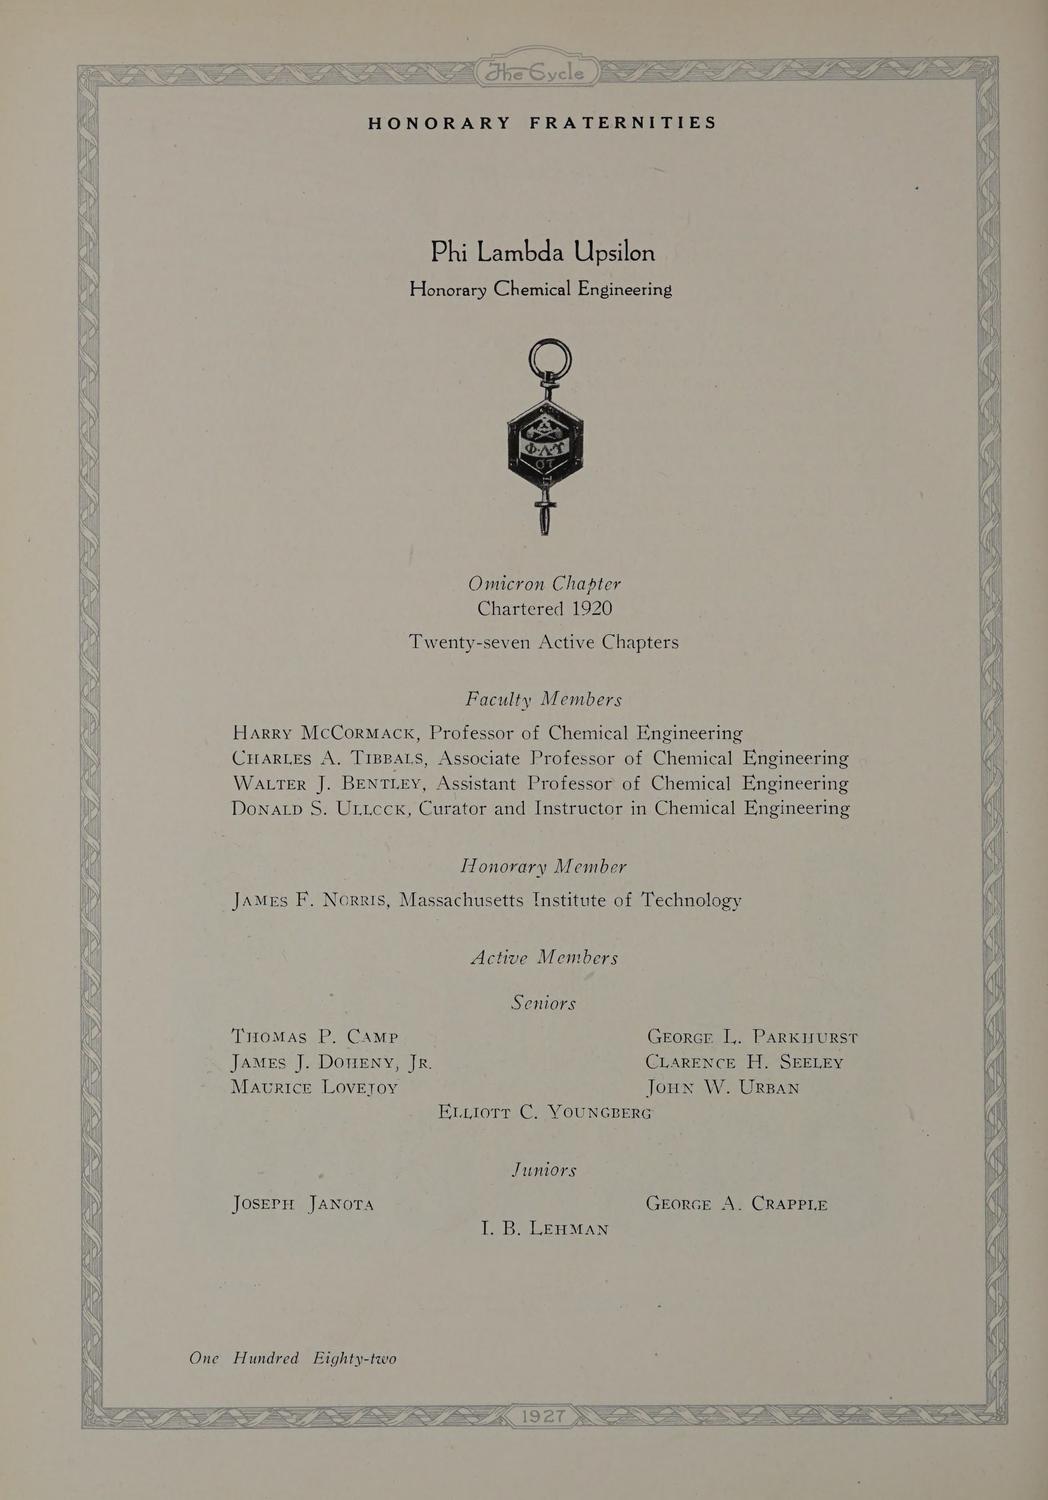 The Cycle
HONORARY FRATERNITIES
Phi Lambda Upsilon
Honorary Chemical Engineering
Φ·Λ·Υ
Omicron Chapter
Chartered 1920
Twenty-seven Active Chapters
Faculty Members
HARRY MCCORMACK, Professor of Chemical Engineering
CHARLES A. TIBBALS, Associate Professor of Chemical Engineering
WALTER J. BENTLEY, Assistant Professor of Chemical Engineering
DONALD S. ULLOCK, Curator and Instructor in Chemical Engineering
Honorary Member
JAMES F. NORRIS, Massachusetts Institute of Technology
Active Members
Seniors
THOMAS P. CAMP GEORGE L. PARKHURST
JAMES J. DOHENY, JR. CLARENCE H. SEELEY
MAURICE LOVEJOY JOHN W. URBAN
ELLIOTT C. YOUNGBERG
Juniors
JOSEPH JANOTA GEORGE A. CRAPPLE
I. B. LEHMAN
One Hundred Eighty-two
1927